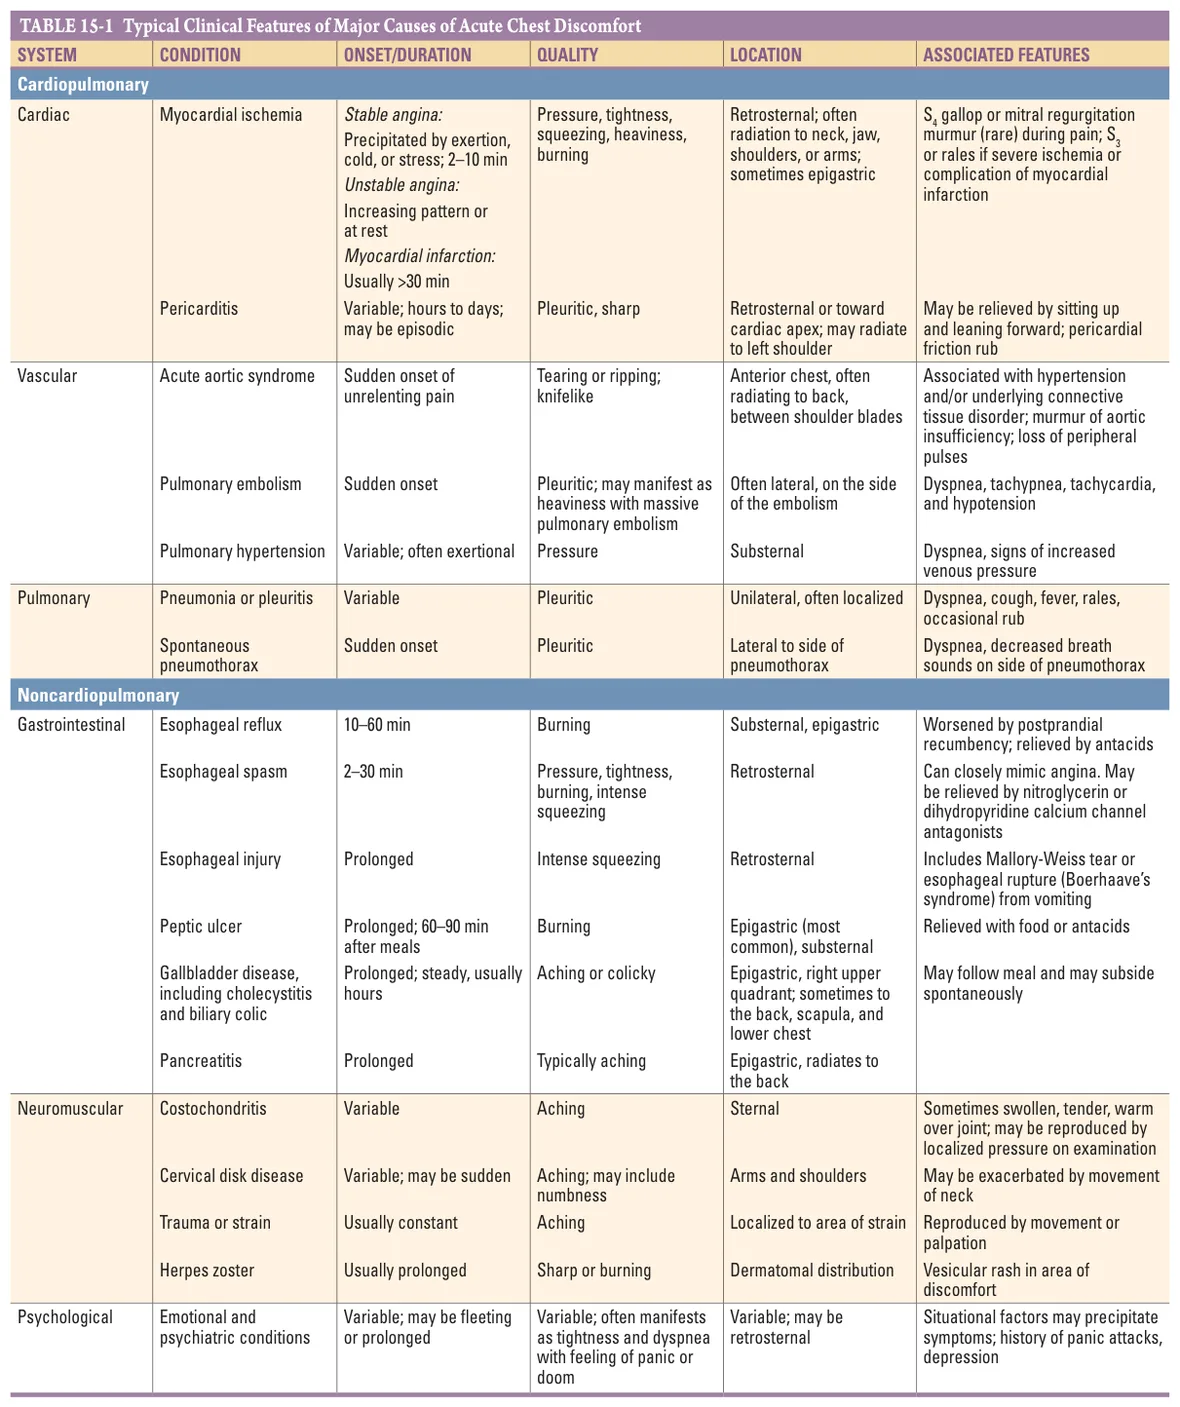 TABLE 15-1 Typical Clinical Features of Major Causes of Acute Chest Discomfort
SYSTEM CONDITION ONSET/DURATION QUALITY LOCATION ASSOCIATED FEATURES
Cardiopulmonary
Cardiac
Myocardial ischemia
Stable angina:
Precipitated by exertion,
cold, or stress; 2–10 min
Unstable angina:
Increasing pattern or
at rest
Myocardial infarction:
Usually >30 min
Pressure, tightness,
squeezing, heaviness,
burning
Retrosternal; often
radiation to neck, jaw,
shoulders, or arms;
sometimes epigastric
S4 gallop or mitral regurgitation
murmur (rare) during pain; S3
or rales if severe ischemia or
complication of myocardial
infarction
Pericarditis
Variable; hours to days;
may be episodic
Pleuritic, sharp
Retrosternal or toward
cardiac apex; may radiate
to left shoulder
May be relieved by sitting up
and leaning forward; pericardial
friction rub
Vascular
Acute aortic syndrome
Sudden onset of
unrelenting pain
Tearing or ripping;
knifelike
Anterior chest, often
radiating to back,
between shoulder blades
Associated with hypertension
and/or underlying connective
tissue disorder; murmur of aortic
insufficiency; loss of peripheral
pulses
Pulmonary embolism
Sudden onset
Pleuritic; may manifest as
heaviness with massive
pulmonary embolism
Often lateral, on the side
of the embolism
Dyspnea, tachypnea, tachycardia,
and hypotension
Pulmonary hypertension
Variable; often exertional
Pressure
Substernal
Dyspnea, signs of increased
venous pressure
Pulmonary
Pneumonia or pleuritis
Variable
Pleuritic
Unilateral, often localized
Dyspnea, cough, fever, rales,
occasional rub
Spontaneous
pneumothorax
Sudden onset
Pleuritic
Lateral to side of
pneumothorax
Dyspnea, decreased breath
sounds on side of pneumothorax
Noncardiopulmonary
Gastrointestinal
Esophageal reflux
10–60 min
Burning
Substernal, epigastric
Worsened by postprandial
recumbency; relieved by antacids
Esophageal spasm
2–30 min
Pressure, tightness,
burning, intense
squeezing
Retrosternal
Can closely mimic angina. May
be relieved by nitroglycerin or
dihydropyridine calcium channel
antagonists
Esophageal injury
Prolonged
Intense squeezing
Retrosternal
Includes Mallory-Weiss tear or
esophageal rupture (Boerhaave’s
syndrome) from vomiting
Peptic ulcer
Prolonged; 60–90 min
after meals
Burning
Epigastric (most
common), substernal
Relieved with food or antacids
Gallbladder disease,
including cholecystitis
and biliary colic
Prolonged; steady, usually
hours
Aching or colicky
Epigastric, right upper
quadrant; sometimes to
the back, scapula, and
lower chest
May follow meal and may subside
spontaneously
Pancreatitis
Prolonged
Typically aching
Epigastric, radiates to
the back
Neuromuscular
Costochondritis
Variable
Aching
Sternal
Sometimes swollen, tender, warm
over joint; may be reproduced by
localized pressure on examination
Cervical disk disease
Variable; may be sudden
Aching; may include
numbness
Arms and shoulders
May be exacerbated by movement
of neck
Trauma or strain
Usually constant
Aching
Localized to area of strain
Reproduced by movement or
palpation
Herpes zoster
Usually prolonged
Sharp or burning
Dermatomal distribution
Vesicular rash in area of
discomfort
Psychological
Emotional and
psychiatric conditions
Variable; may be fleeting
or prolonged
Variable; often manifests
as tightness and dyspnea
with feeling of panic or
doom
Variable; may be
retrosternal
Situational factors may precipitate
symptoms; history of panic attacks,
depression